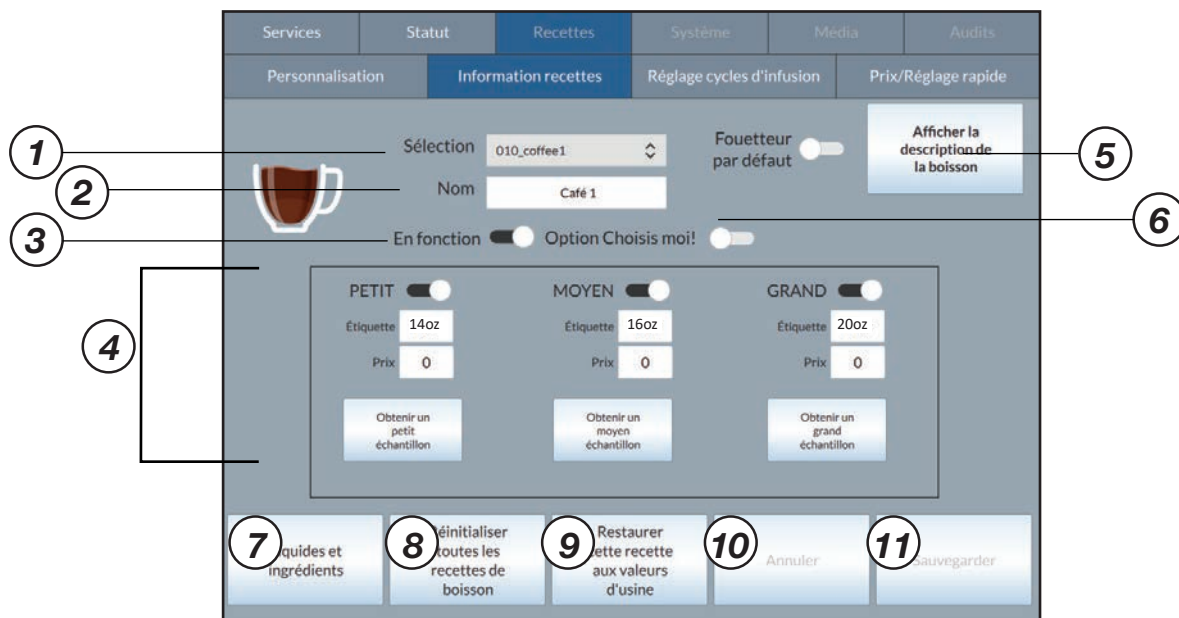 Services Statut Recettes Système Média Audits
Personnalisation Information recettes Réglage cycles d'infusion Prix/Réglage rapide
1
Sélection 010_coffee1
Fouetteur
par défaut
Afficher la
description de
la boisson
5
2
Nom Café 1
6
3
En fonction Option Choisis moi!
4
PETIT MOYEN GRAND
Étiquette 14oz Étiquette 16oz Étiquette 20oz
Prix 0 Prix 0 Prix 0
Obtenir un
petit
échantillon
Obtenir un
moyen
échantillon
Obtenir un
grand
échantillon
7
quides et
ingrédients
8
éinitialiser
toutes les
recettes de
boisson
9
Restaurer
ette recette
aux valeurs
d'usine
10
Annuler
11
Sauvegarder